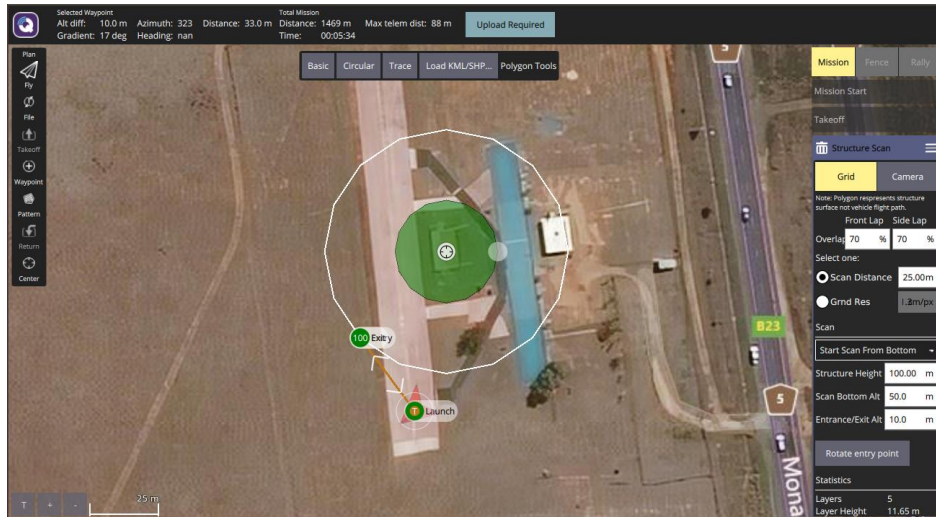 Selected Waypoint
Alt diff: 10.0 m Azimuth: 323 Distance: 33.0 m
Gradient: 17 deg Heading: nan
Total Mission
Distance: 1469 m Max telem dist: 88 m
Time: 00:05:34
Upload Required
Plan
Fly
File
Takeoff
Waypoint
Pattern
Return
Center
Basic
Circular
Trace
Load KML/SHP...
Polygon Tools
5
100 Exitry
T Launch
B23
5
Mona
T + -
25 m
Mission
Fence
Rally
Mission Start
Takeoff
Structure Scan
Grid
Camera
Note: Polygon respresents structure
surface not vehicle flight path.
Front Lap Side Lap
Overlap 70 % 70 %
Select one:
Scan Distance 25.00m
Grnd Res
Scan
Start Scan From Bottom
Structure Height 100.00 m
Scan Bottom Alt 50.0 m
Entrance/Exit Alt 10.0 m
Rotate entry point
Statistics
Layers 5
Layer Height 11.65 m